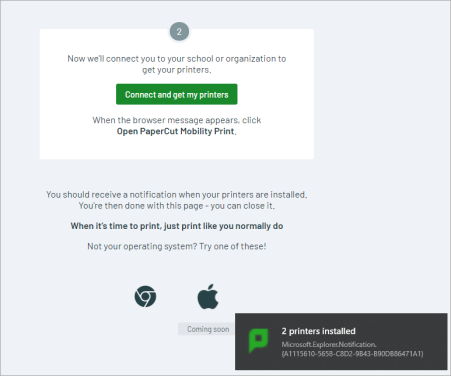 2
Now we'll connect you to your school or organization to
get your printers.
Connect and get my printers
When the browser message appears, click
Open PaperCut Mobility Print.
You should receive a notification when your printers are installed.
You're then done with this page - you can close it.
When it's time to print, just print like you normally do
Not your operating system? Try one of these!
Coming soon
2 printers installed
Microsoft.Explorer.Notification.
{A1115610-565B-C8D2-9843-B90DB86471A1}